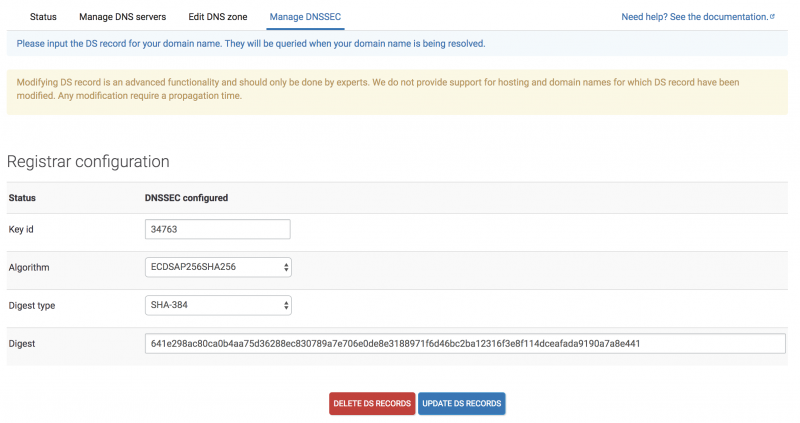 Status Manage DNS servers Edit DNS zone Manage DNSSEC Need help? See the documentation.
Please input the DS record for your domain name. They will be queried when your domain name is being resolved.
Modifying DS record is an advanced functionality and should only be done by experts. We do not provide support for hosting and domain names for which DS record have been
modified. Any modification require a propagation time.
Registrar configuration
Status DNSSEC configured
Key id 34763
Algorithm ECDSAP256SHA256
Digest type SHA-384
Digest 641e298ac80ca0b4aa75d36288ec830789a7e706e0de8e3188971f6d46bc2ba12316f3e8f114dceafada9190a7a8e441
DELETE DS RECORDS UPDATE DS RECORDS